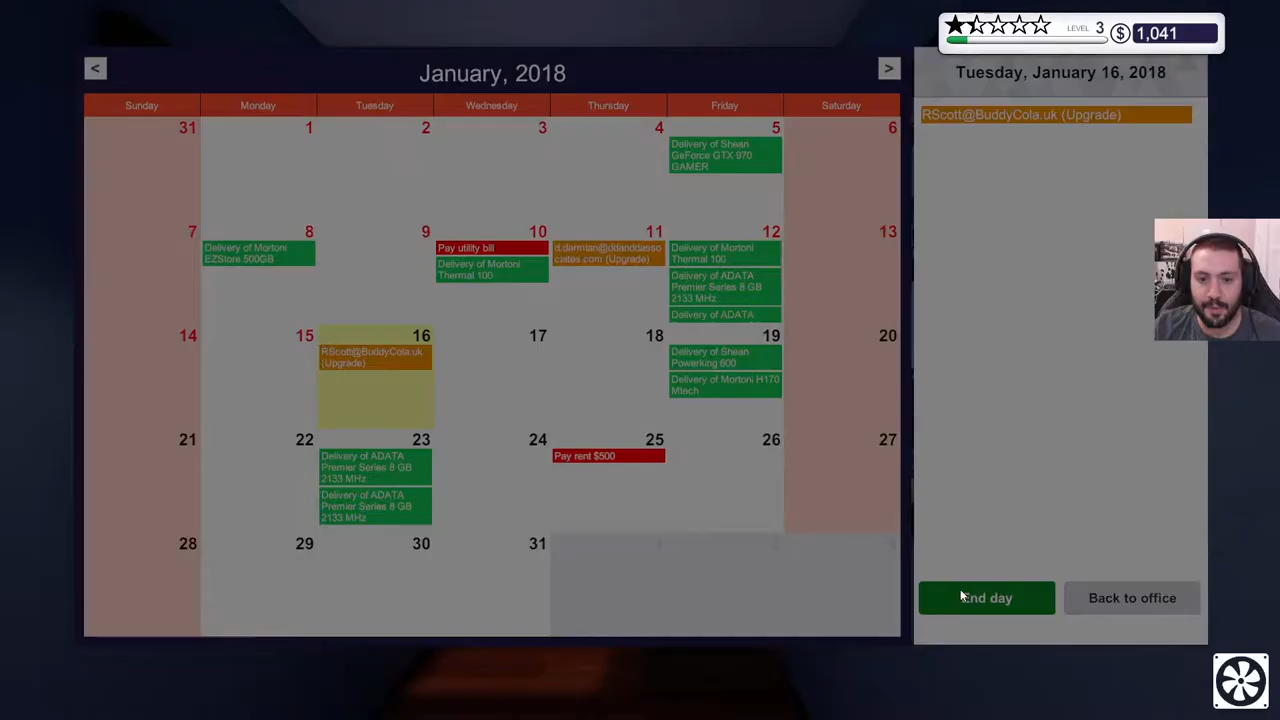 LEVEL 3 $ 1,041
< January, 2018 >
Tuesday, January 16, 2018
Sunday Monday Tuesday Wednesday Thursday Friday Saturday
RScott@BuddyCola.uk (Upgrade)
31 1 2 3 4 5 6
Delivery of Shean
GeForce GTX 970
GAMER
7 8 9 10 11 12 13
Delivery of Mortoni
EZStore 500GB
Pay utility bill
Delivery of Mortoni
Thermal 100
d.darmian@ddanddasso
ciates.com (Upgrade)
Delivery of Mortoni
Thermal 100
Delivery of ADATA
Premier Series 8 GB
2133 MHz
Delivery of ADATA
14 15 16 17 18 19 20
RScott@BuddyCola.uk
(Upgrade)
Delivery of Shean
Powerking 600
Delivery of Mortoni H170
Mtech
21 22 23 24 25 26 27
Delivery of ADATA
Premier Series 8 GB
2133 MHz
Delivery of ADATA
Premier Series 8 GB
2133 MHz
Pay rent $500
28 29 30 31
End day
Back to office